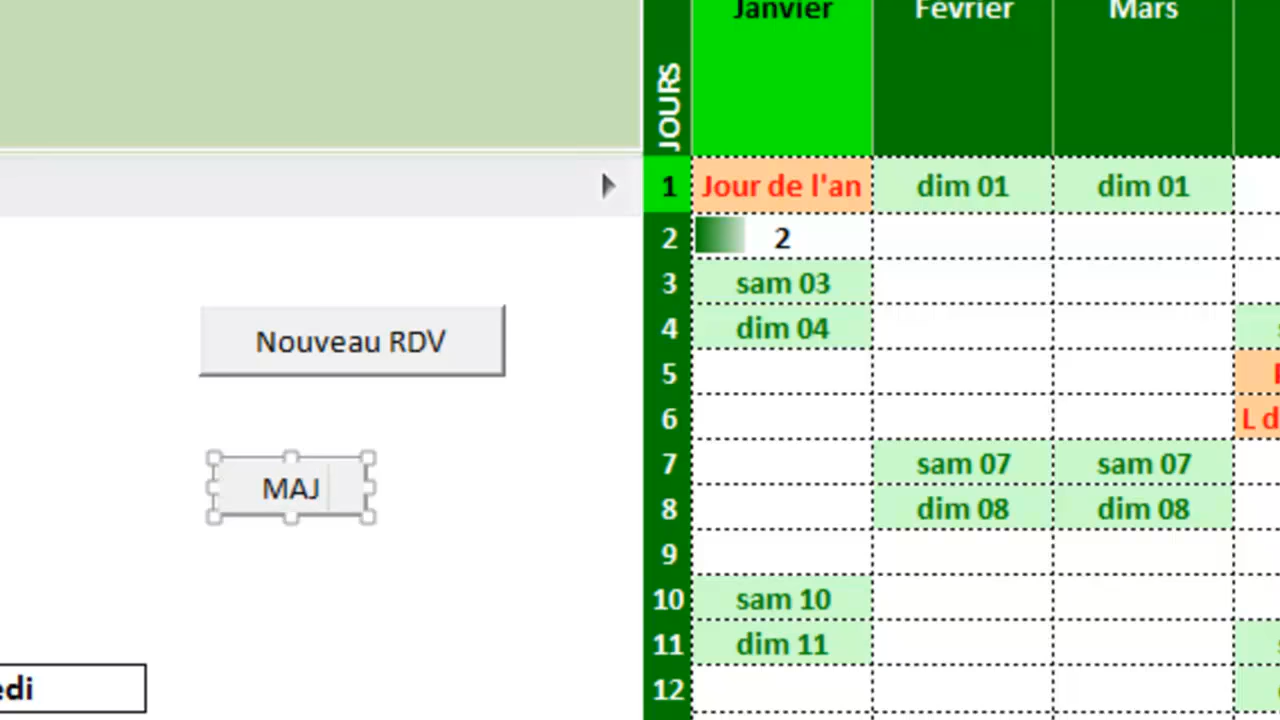 Janvier Février Mars
JOURS
1 Jour de l'an dim 01 dim 01
2 2
3 sam 03
Nouveau RDV
4 dim 04
5
6 L d
7 sam 07 sam 07
MAJ
8 dim 08 dim 08
9
10 sam 10
11 dim 11
edi
12